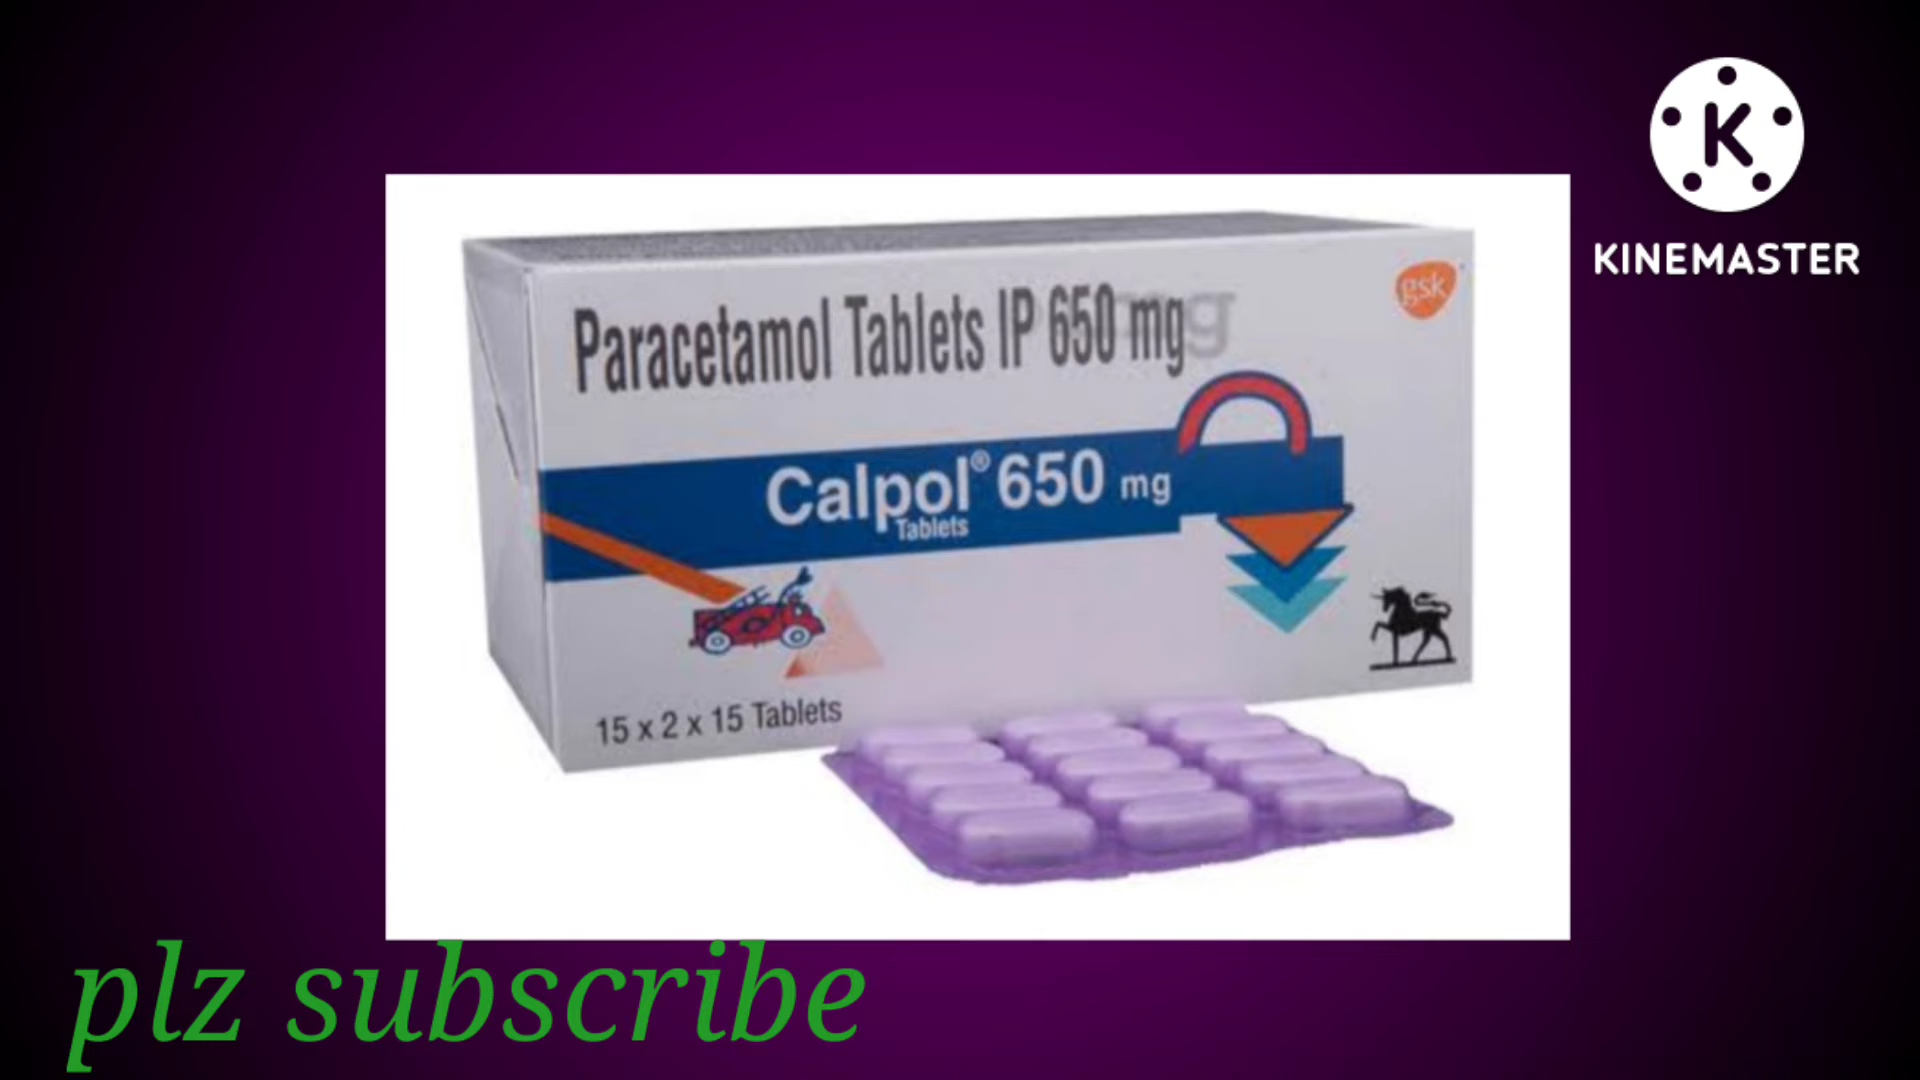 KINEMASTER
Paracetamol Tablets IP 650 mg
gsk
Calpol® 650 mg
Tablets
15 x 2 x 15 Tablets
plz subscribe